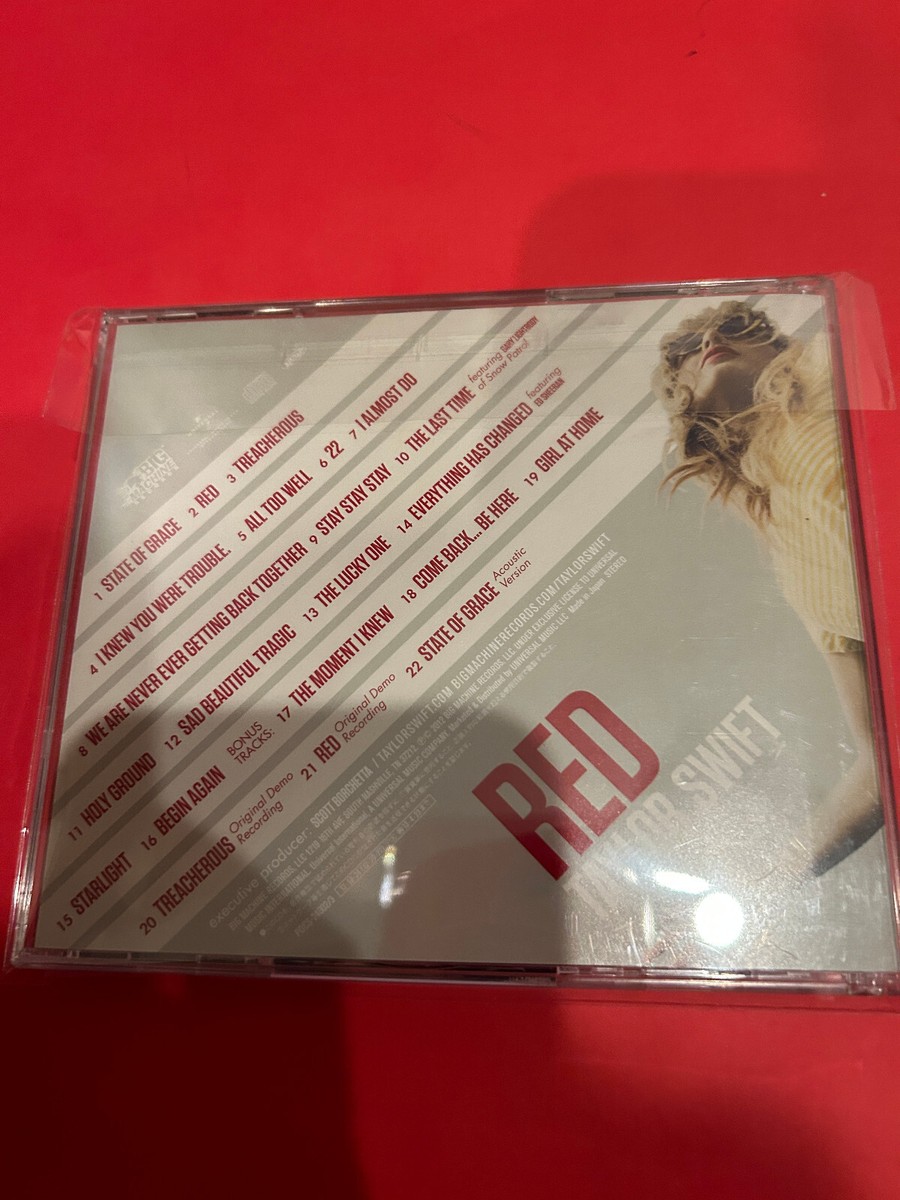 1 STATE OF GRACE 2 RED 3 TREACHEROUS
4 I KNEW YOU WERE TROUBLE. 5 ALL TOO WELL 6 22 7 I ALMOST DO
8 WE ARE NEVER EVER GETTING BACK TOGETHER 9 STAY STAY STAY 10 THE LAST TIME featuring GARY LIGHTBODY of Snow Patrol
11 HOLY GROUND 12 SAD BEAUTIFUL TRAGIC 13 THE LUCKY ONE 14 EVERYTHING HAS CHANGED featuring ED SHEERAN
15 STARLIGHT 16 BEGIN AGAIN BONUS TRACKS: 17 THE MOMENT I KNEW 18 COME BACK... BE HERE 19 GIRL AT HOME
20 TREACHEROUS Original Demo Recording 21 RED Original Demo Recording 22 STATE OF GRACE Acoustic Version
executive producer: SCOTT BORCHETTA / TAYLORSWIFT.COM BIGMACHINERECORDS.COM/TAYLORSWIFT
RED
TAYLOR SWIFT